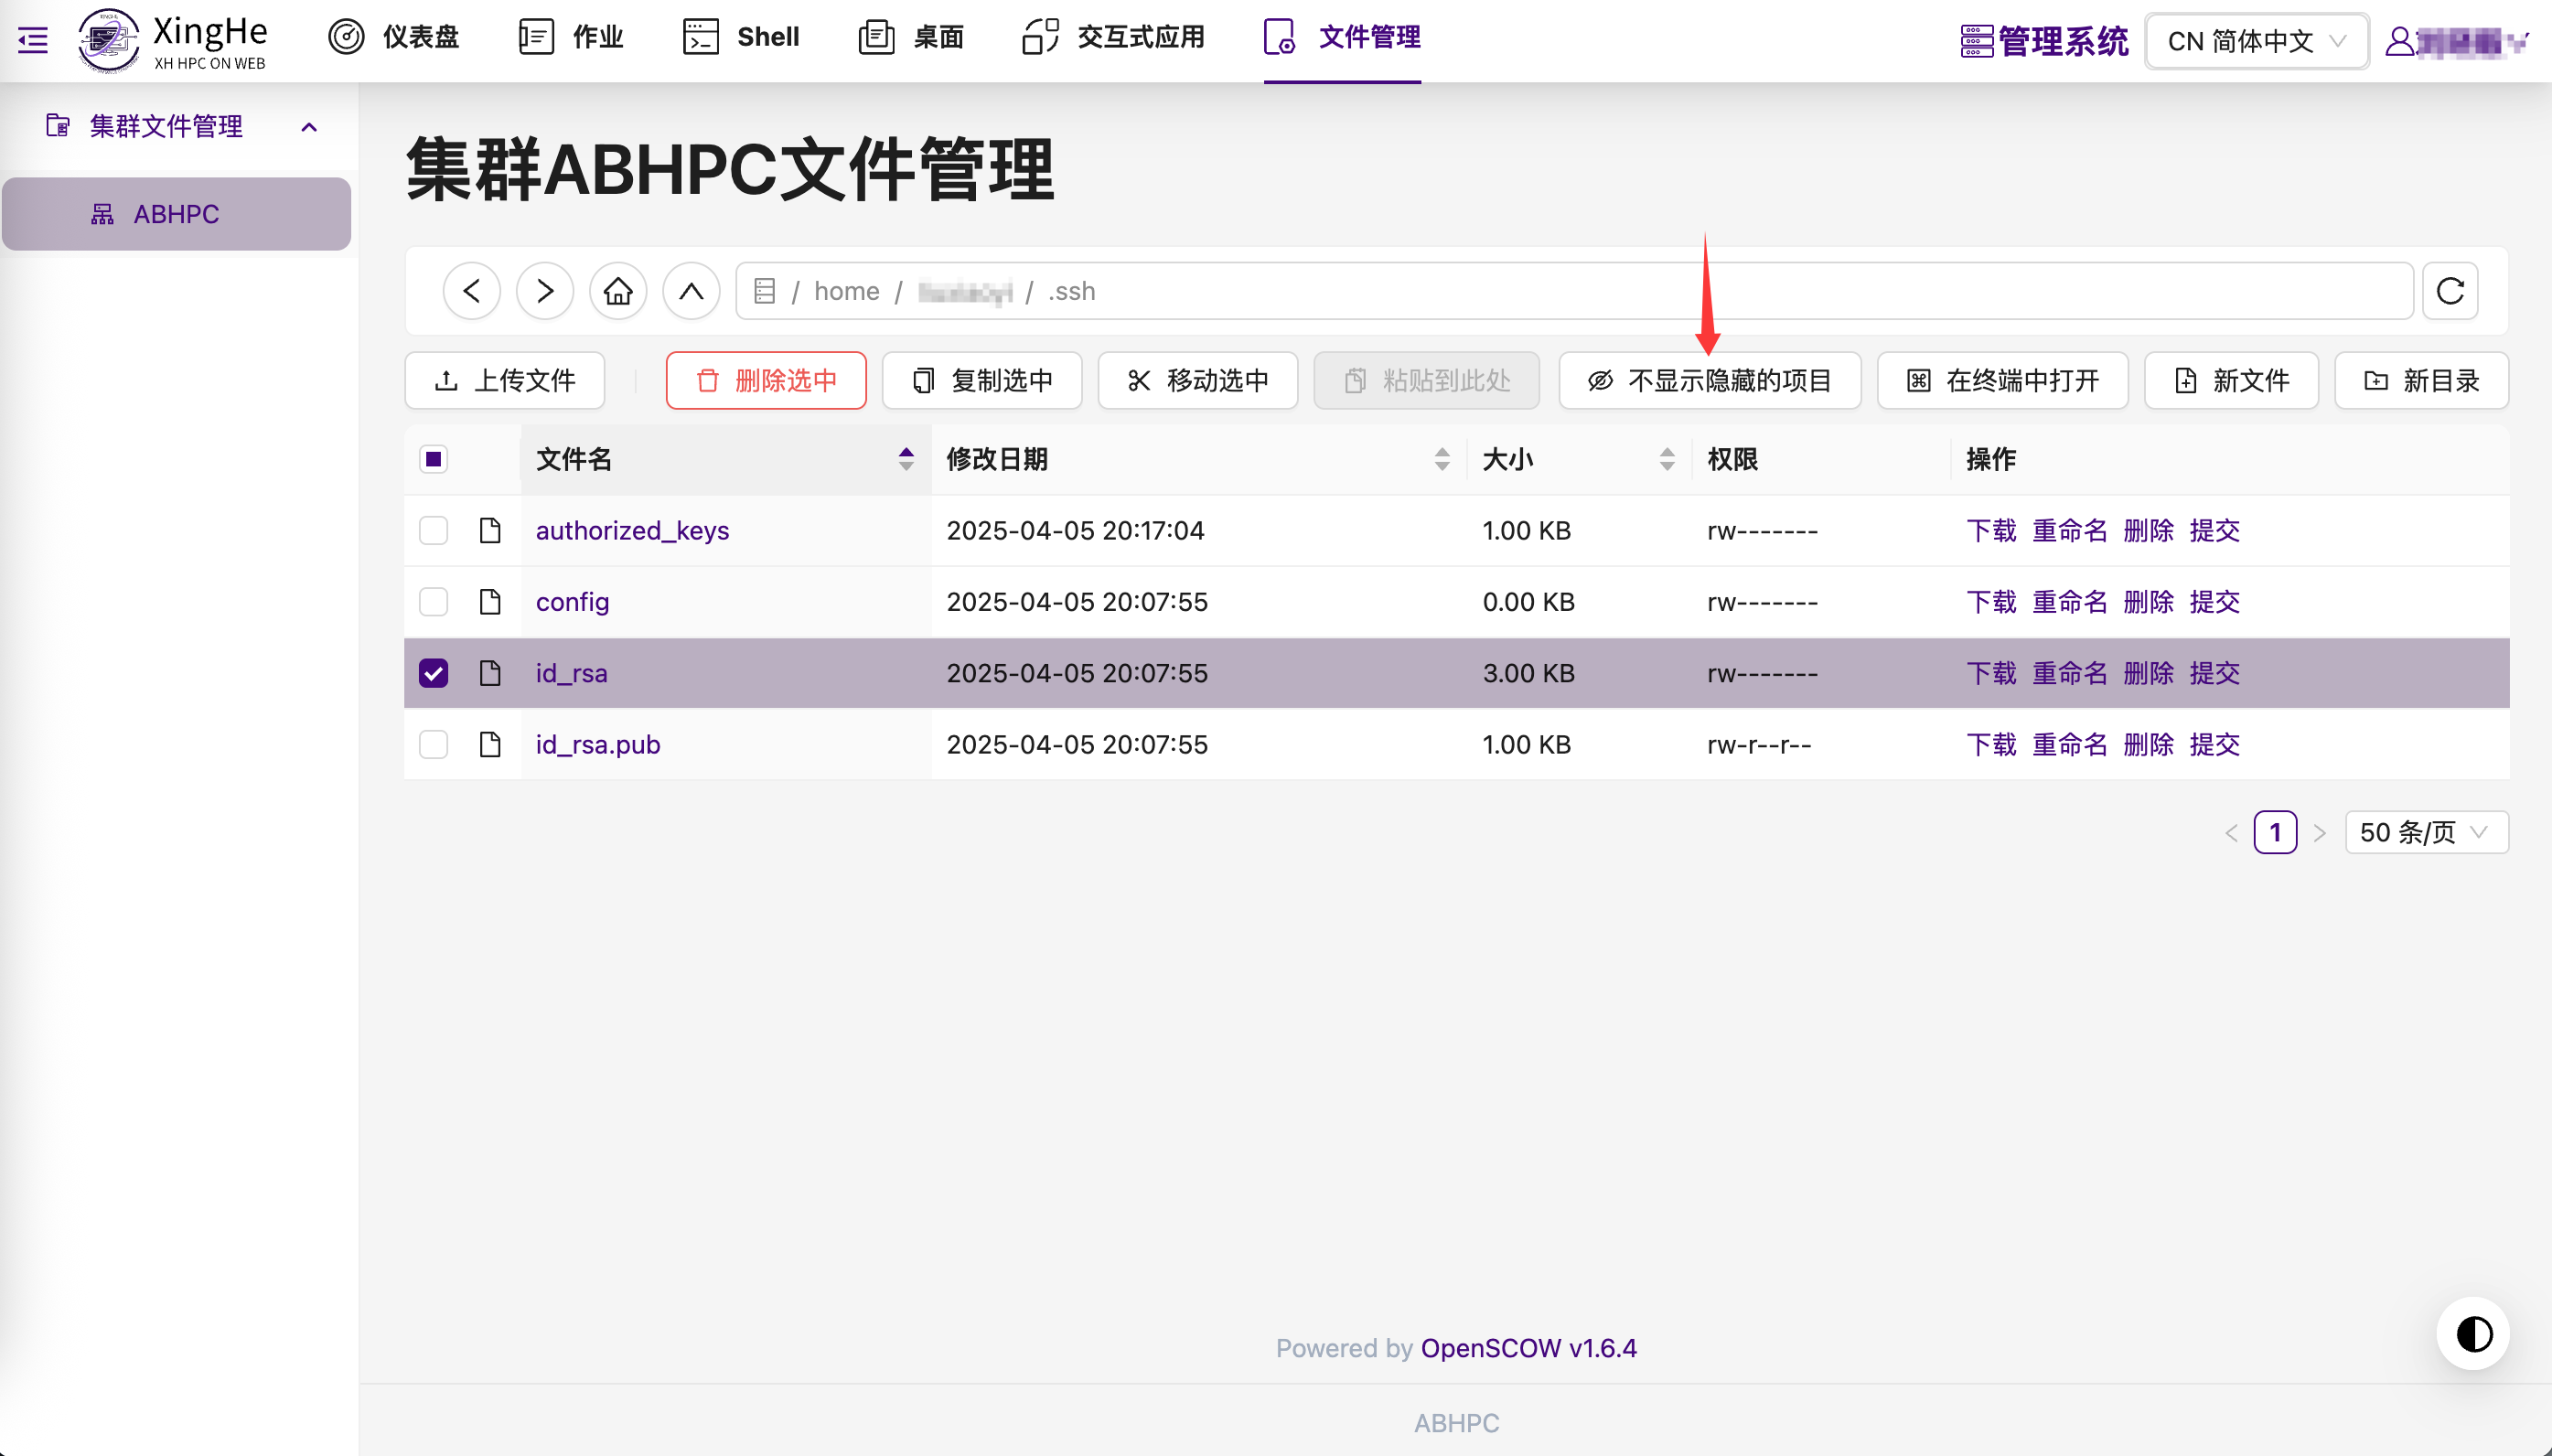 XingHe
XH HPC ON WEB
仪表盘
作业
Shell
桌面
交互式应用
文件管理
管理系统
CN 简体中文
集群文件管理
ABHPC
集群ABHPC文件管理
/ home / / .ssh
上传文件
删除选中
复制选中
移动选中
粘贴到此处
不显示隐藏的项目
在终端中打开
新文件
新目录
文件名 修改日期 大小 权限 操作
authorized_keys 2025-04-05 20:17:04 1.00 KB rw------- 下载 重命名 删除 提交
config 2025-04-05 20:07:55 0.00 KB rw------- 下载 重命名 删除 提交
id_rsa 2025-04-05 20:07:55 3.00 KB rw------- 下载 重命名 删除 提交
id_rsa.pub 2025-04-05 20:07:55 1.00 KB rw-r--r-- 下载 重命名 删除 提交
1
50 条/页
Powered by OpenSCOW v1.6.4
ABHPC